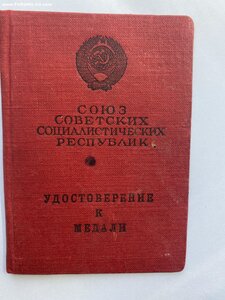 СОЮЗ
СОВЕТСКИХ
СОЦИАЛИСТИЧЕСКИХ
РЕСПУБЛИК
УДОСТОВЕРЕНИЕ
К
МЕДАЛИ